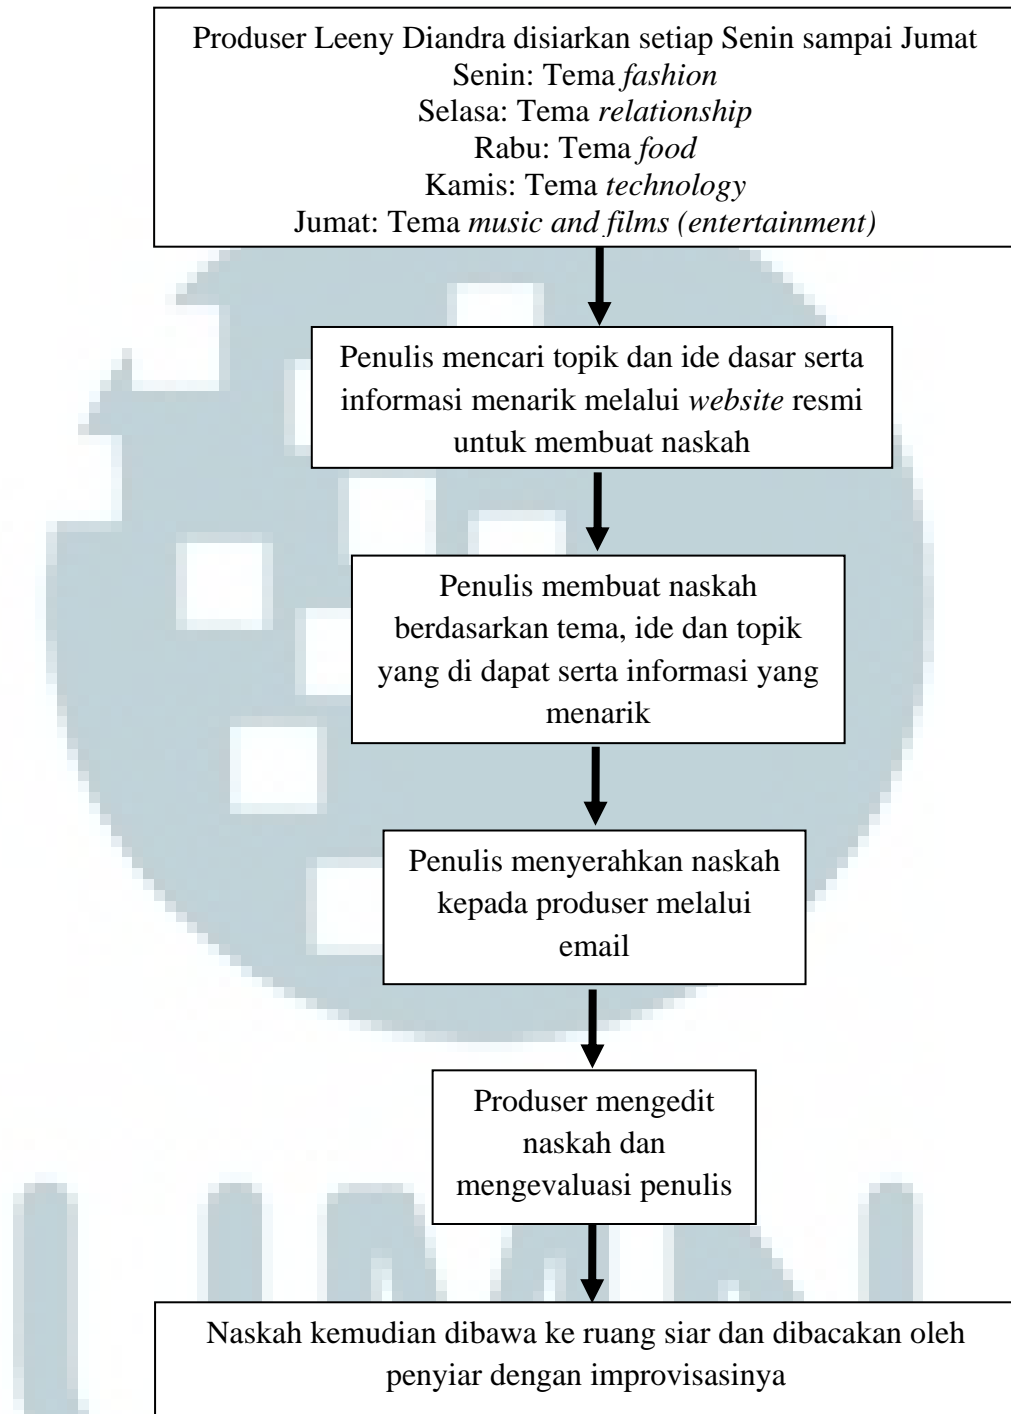 Produser Leeny Diandra disiarkan setiap Senin sampai Jumat
Senin: Tema fashion
Selasa: Tema relationship
Rabu: Tema food
Kamis: Tema technology
Jumat: Tema music and films (entertainment)
Penulis mencari topik dan ide dasar serta
informasi menarik melalui website resmi
untuk membuat naskah
Penulis membuat naskah
berdasarkan tema, ide dan topik
yang di dapat serta informasi yang
menarik
Penulis menyerahkan naskah
kepada produser melalui
email
Produser mengedit
naskah dan
mengevaluasi penulis
Naskah kemudian dibawa ke ruang siar dan dibacakan oleh
penyiar dengan improvisasinya